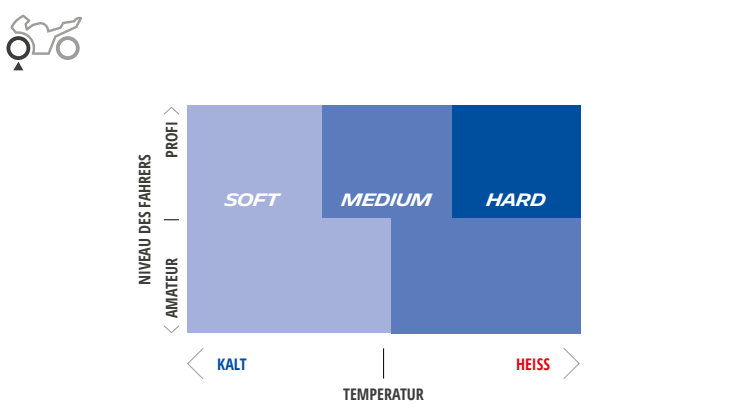 NIVEAU DES FAHRERS
PROFI
AMATEUR
SOFT
MEDIUM
HARD
KALT
HEISS
TEMPERATUR